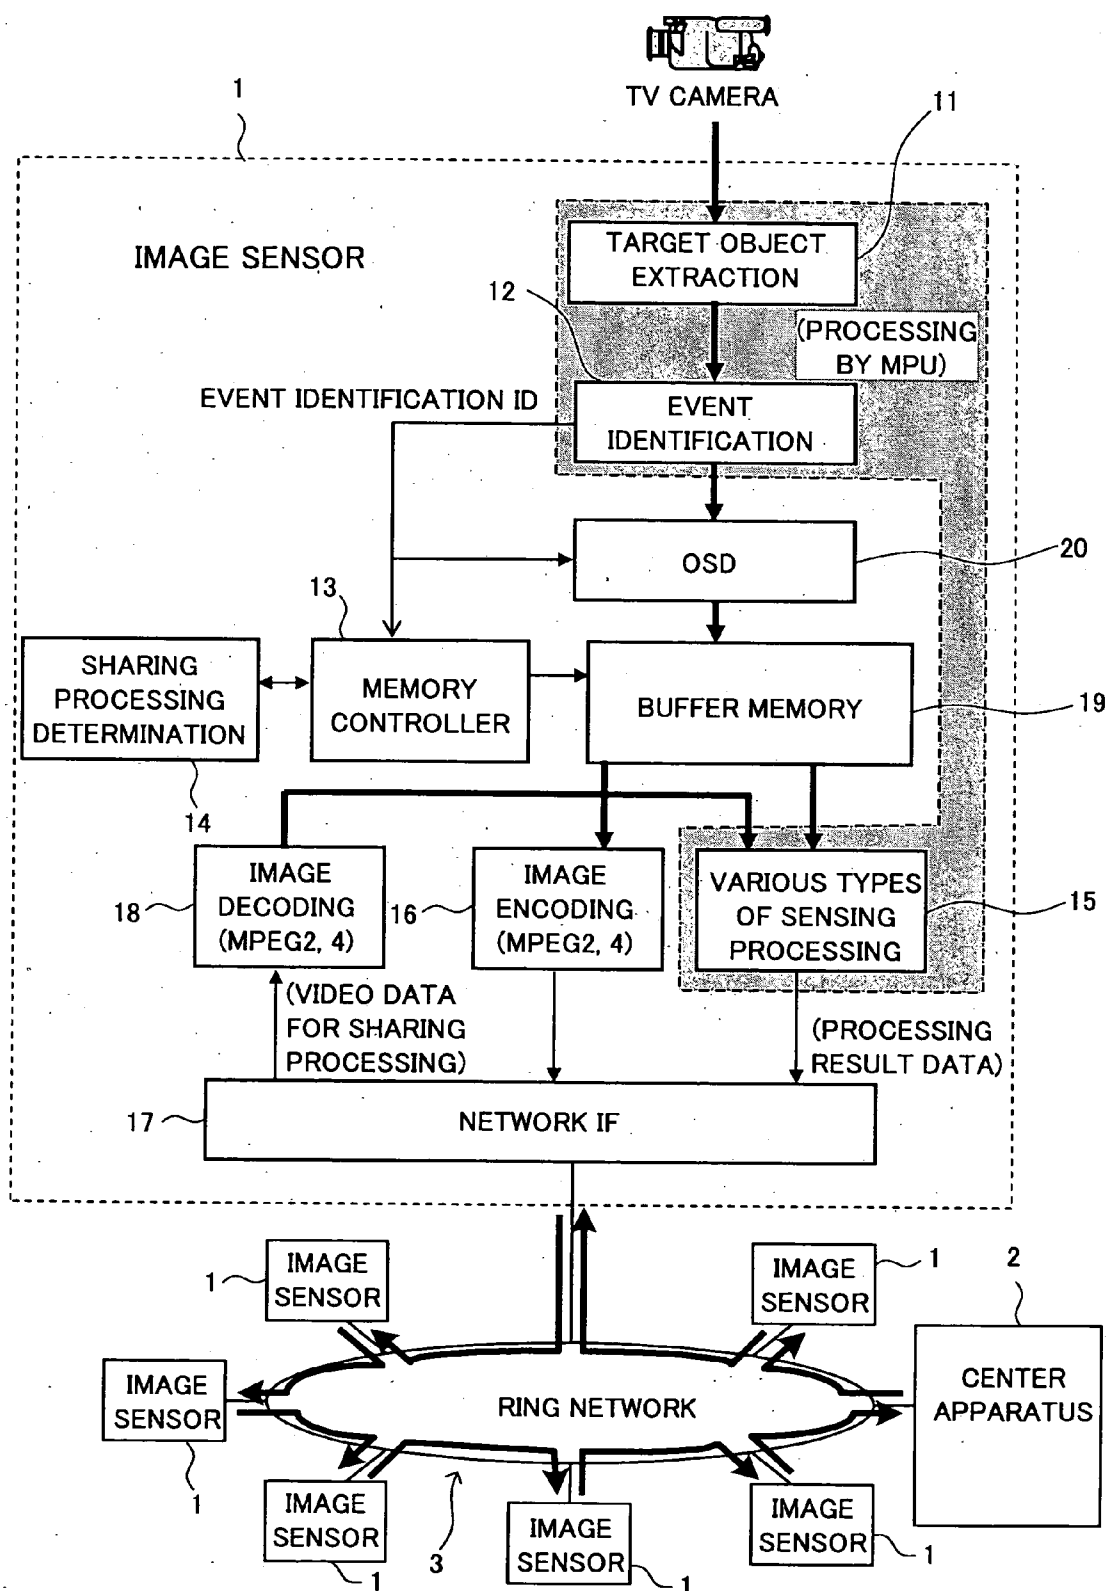 TV CAMERA
1
11
IMAGE SENSOR
TARGET OBJECT
EXTRACTION
12
(PROCESSING
BY MPU)
EVENT IDENTIFICATION ID
EVENT
IDENTIFICATION
OSD
20
13
SHARING
PROCESSING
DETERMINATION
MEMORY
CONTROLLER
BUFFER MEMORY
19
14
IMAGE
DECODING
(MPEG2, 4)
18
16
IMAGE
ENCODING
(MPEG2, 4)
VARIOUS TYPES
OF SENSING
PROCESSING
15
(VIDEO DATA
FOR SHARING
PROCESSING)
(PROCESSING
RESULT DATA)
17
NETWORK IF
1
IMAGE
SENSOR
IMAGE
SENSOR
1
2
IMAGE
SENSOR
1
RING NETWORK
CENTER
APPARATUS
IMAGE
SENSOR
1
3
IMAGE
SENSOR
1
IMAGE
SENSOR
1